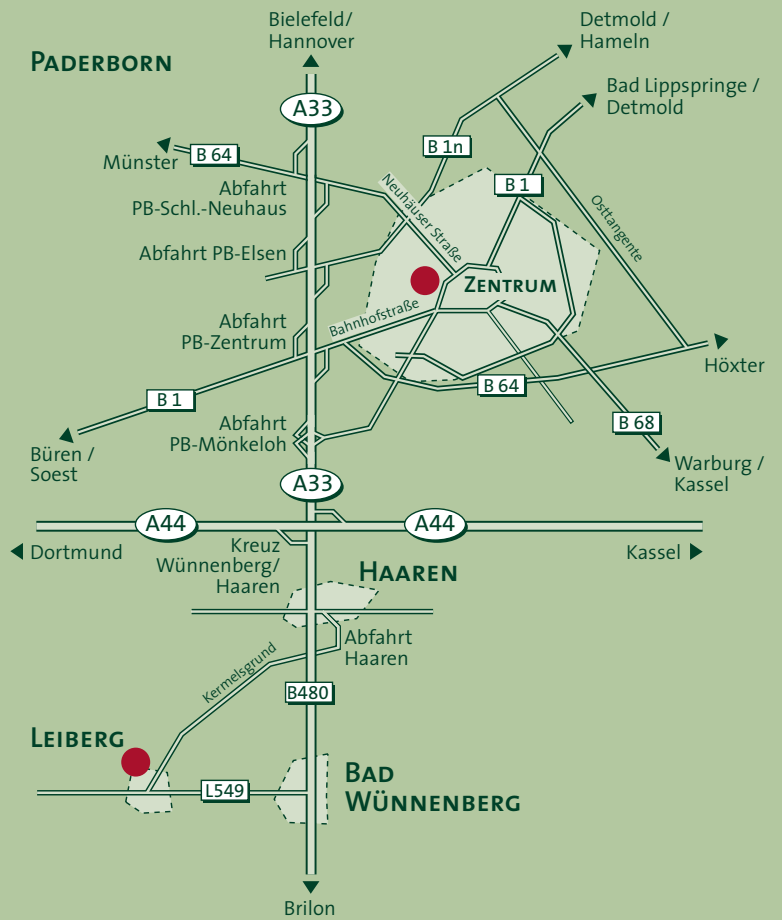 Bielefeld/
Hannover
Detmold /
Hameln
PADERBORN
Bad Lippspringe /
Detmold
A33
B 1n
Münster
B 64
B 1
Neuhäuser Straße
Abfahrt
PB-Schl.-Neuhaus
Osttangente
Abfahrt PB-Elsen
ZENTRUM
Bahnhofstraße
Abfahrt
PB-Zentrum
Höxter
B 64
B 1
B 68
Abfahrt
PB-Mönkeloh
Büren /
Soest
Warburg /
Kassel
A33
A44
A44
Dortmund
Kassel
Kreuz
Wünnenberg/
Haaren
HAAREN
Abfahrt
Haaren
Kermelsgrund
B480
LEIBERG
BAD
WÜNNENBERG
L549
Brilon